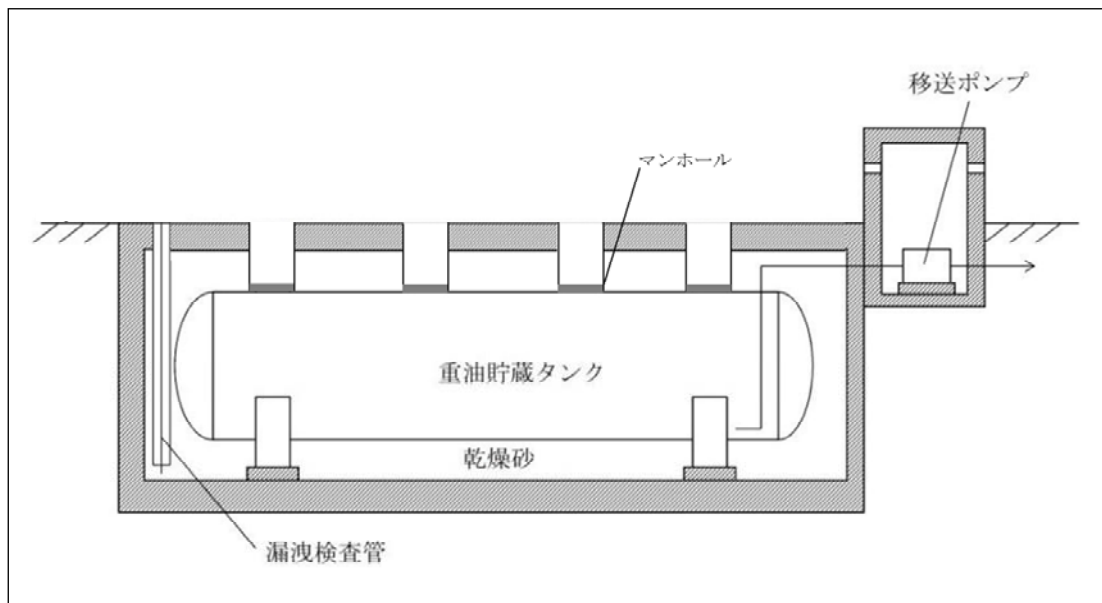 移送ポンプ
マンホール
重油貯蔵タンク
乾燥砂
漏洩検査管